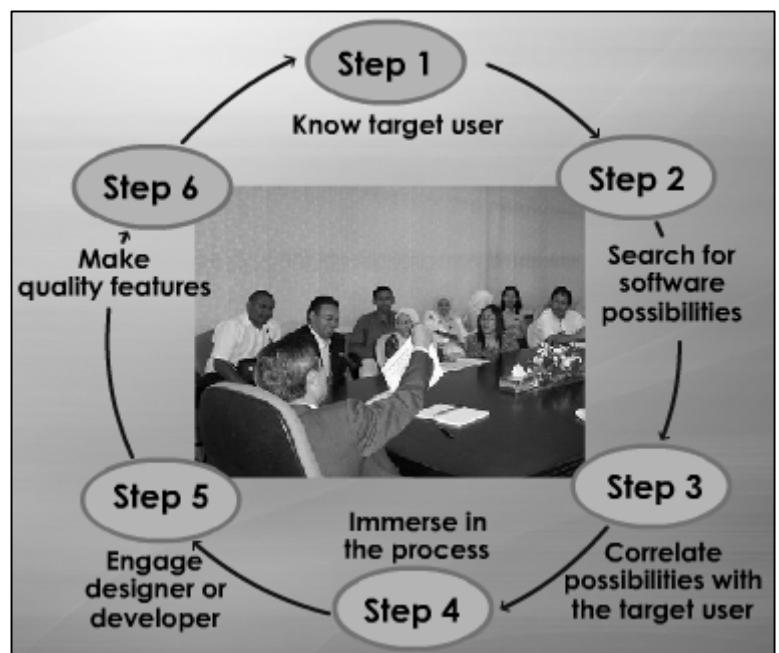 Step 1
Know target user
Step 2
Search for
software
possibilities
Step 3
Correlate
possibilities with
the target user
Step 4
Immerse in
the process
Step 5
Engage
designer or
developer
Step 6
Make
quality features